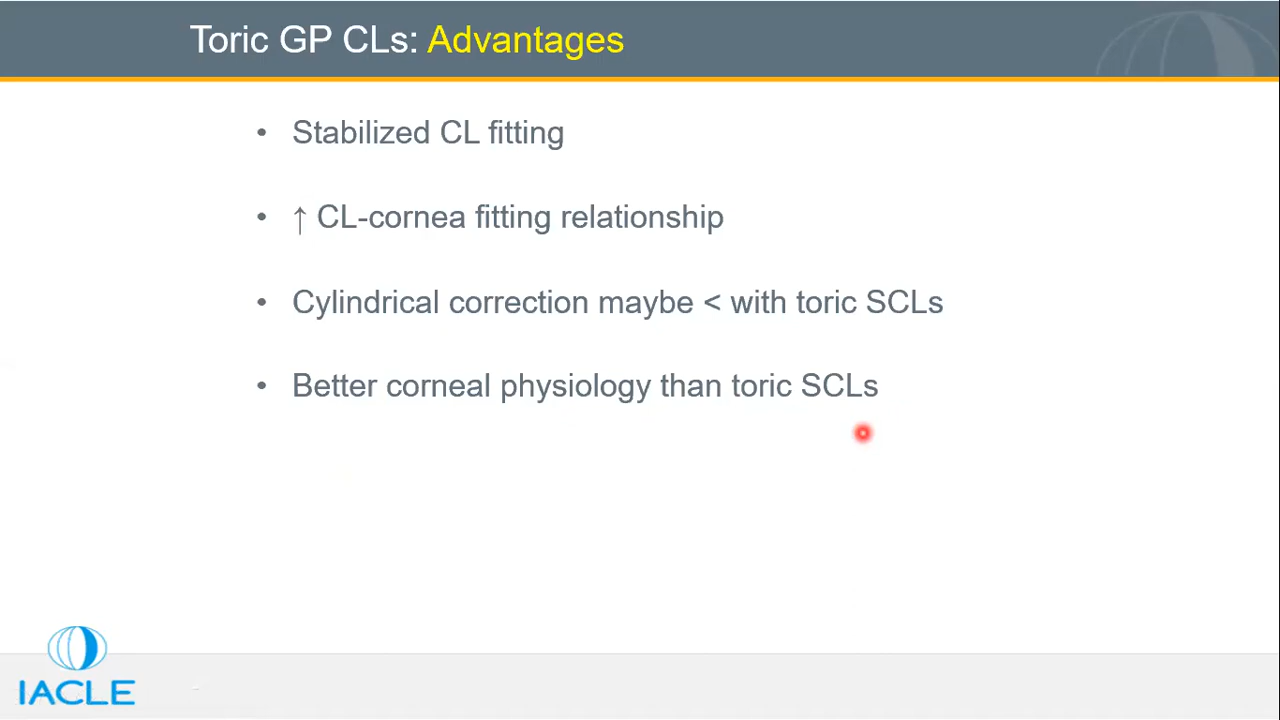 Toric GP CLs: Advantages
• Stabilized CL fitting
• ↑ CL-cornea fitting relationship
• Cylindrical correction maybe < with toric SCLs
• Better corneal physiology than toric SCLs
IACLE